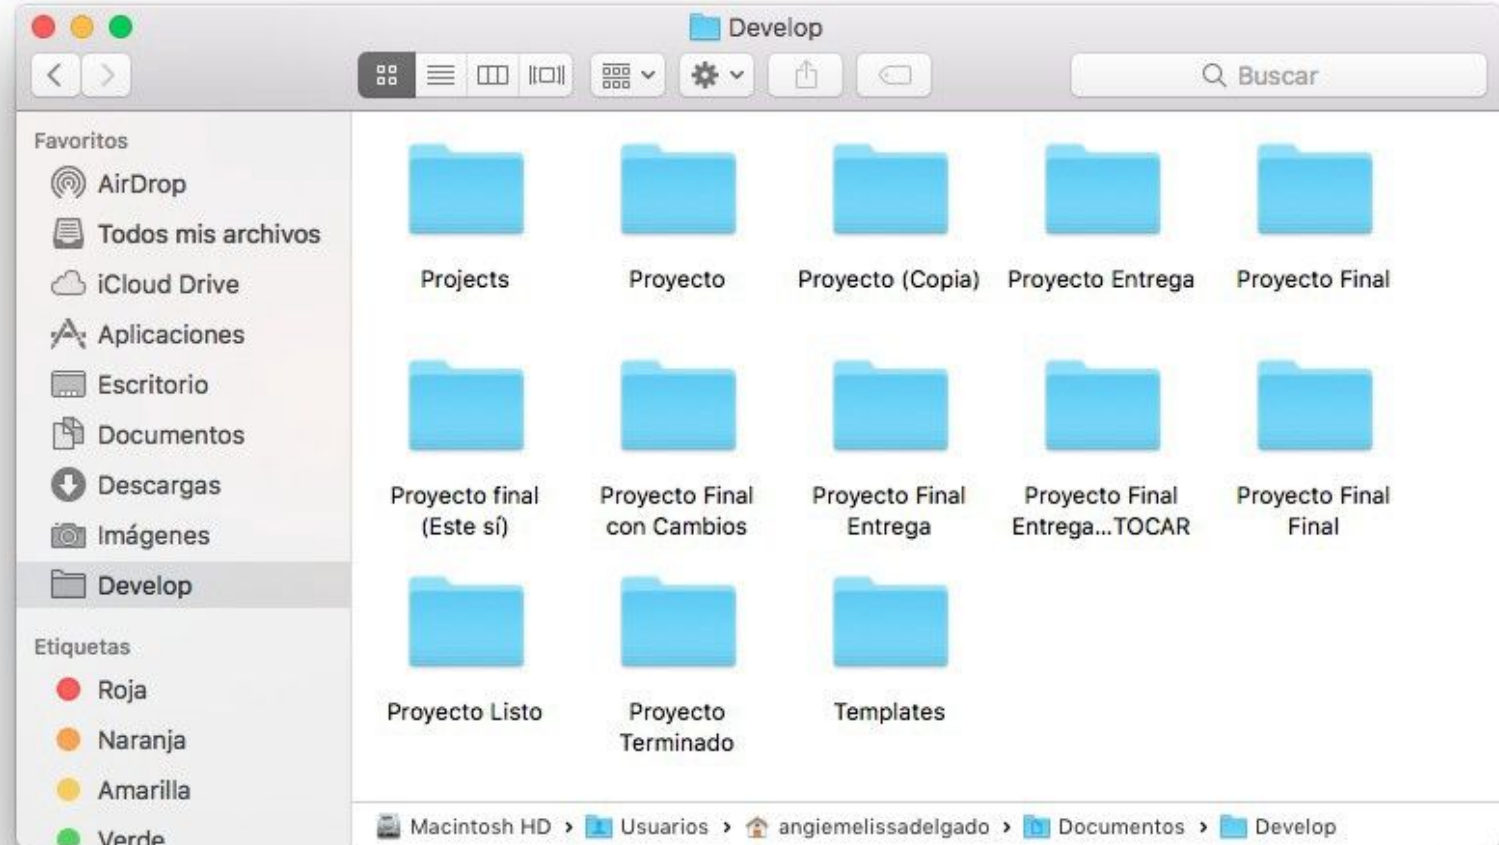 Develop
Buscar
Favoritos
AirDrop
Todos mis archivos
iCloud Drive
Aplicaciones
Escritorio
Documentos
Descargas
Imágenes
Develop
Etiquetas
Roja
Naranja
Amarilla
Verde
Projects
Proyecto
Proyecto (Copia)
Proyecto Entrega
Proyecto Final
Proyecto final
(Este sí)
Proyecto Final
con Cambios
Proyecto Final
Entrega
Proyecto Final
Entrega...TOCAR
Proyecto Final
Final
Proyecto Listo
Proyecto
Terminado
Templates
Macintosh HD › Usuarios › angiemelissadelgado › Documentos › Develop